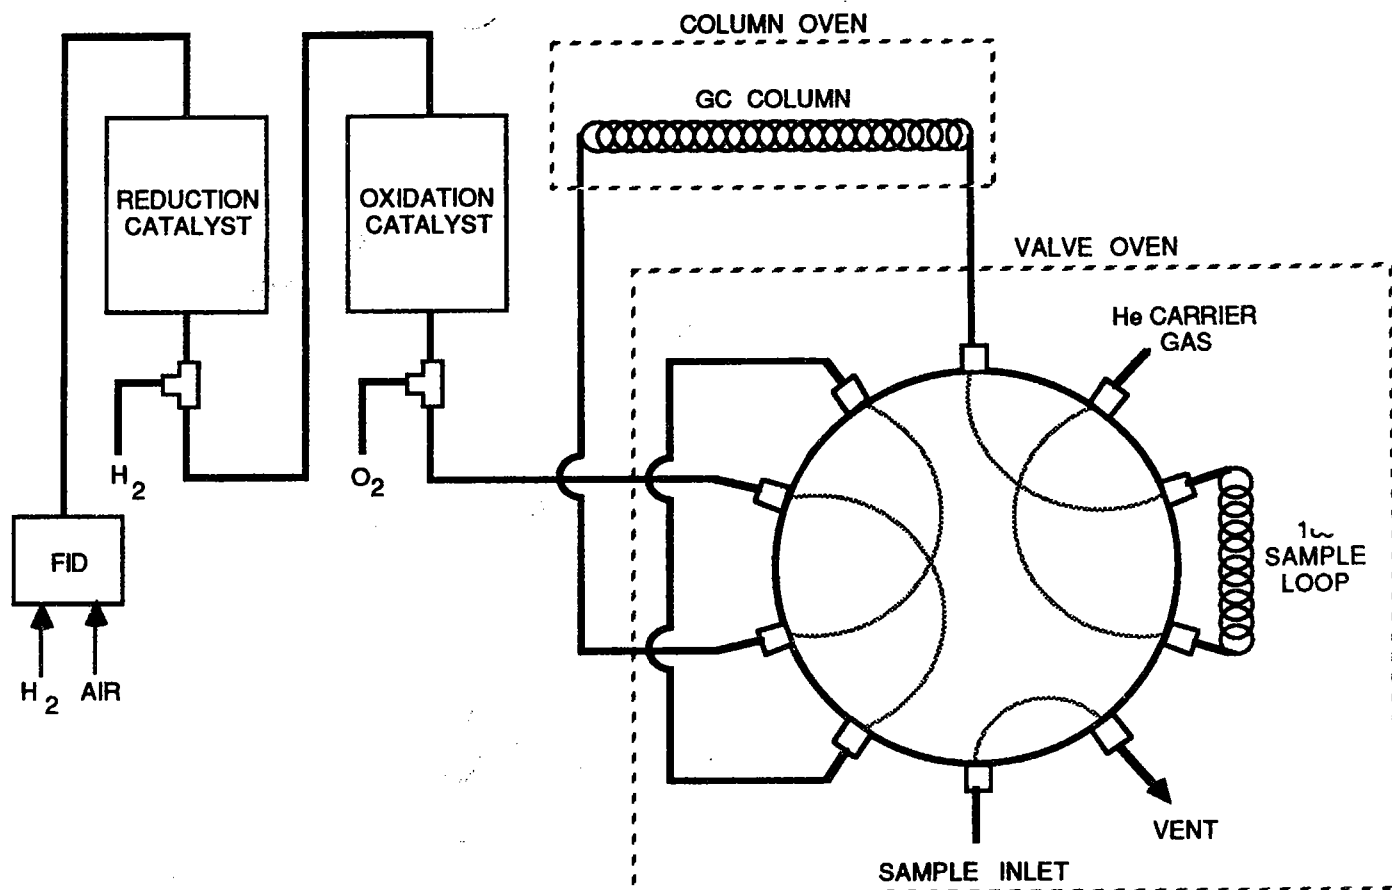 COLUMN OVEN
GC COLUMN
REDUCTION
CATALYST
OXIDATION
CATALYST
VALVE OVEN
He CARRIER
GAS
H2
O2
SAMPLE
LOOP
FID
H2 AIR
VENT
SAMPLE INLET